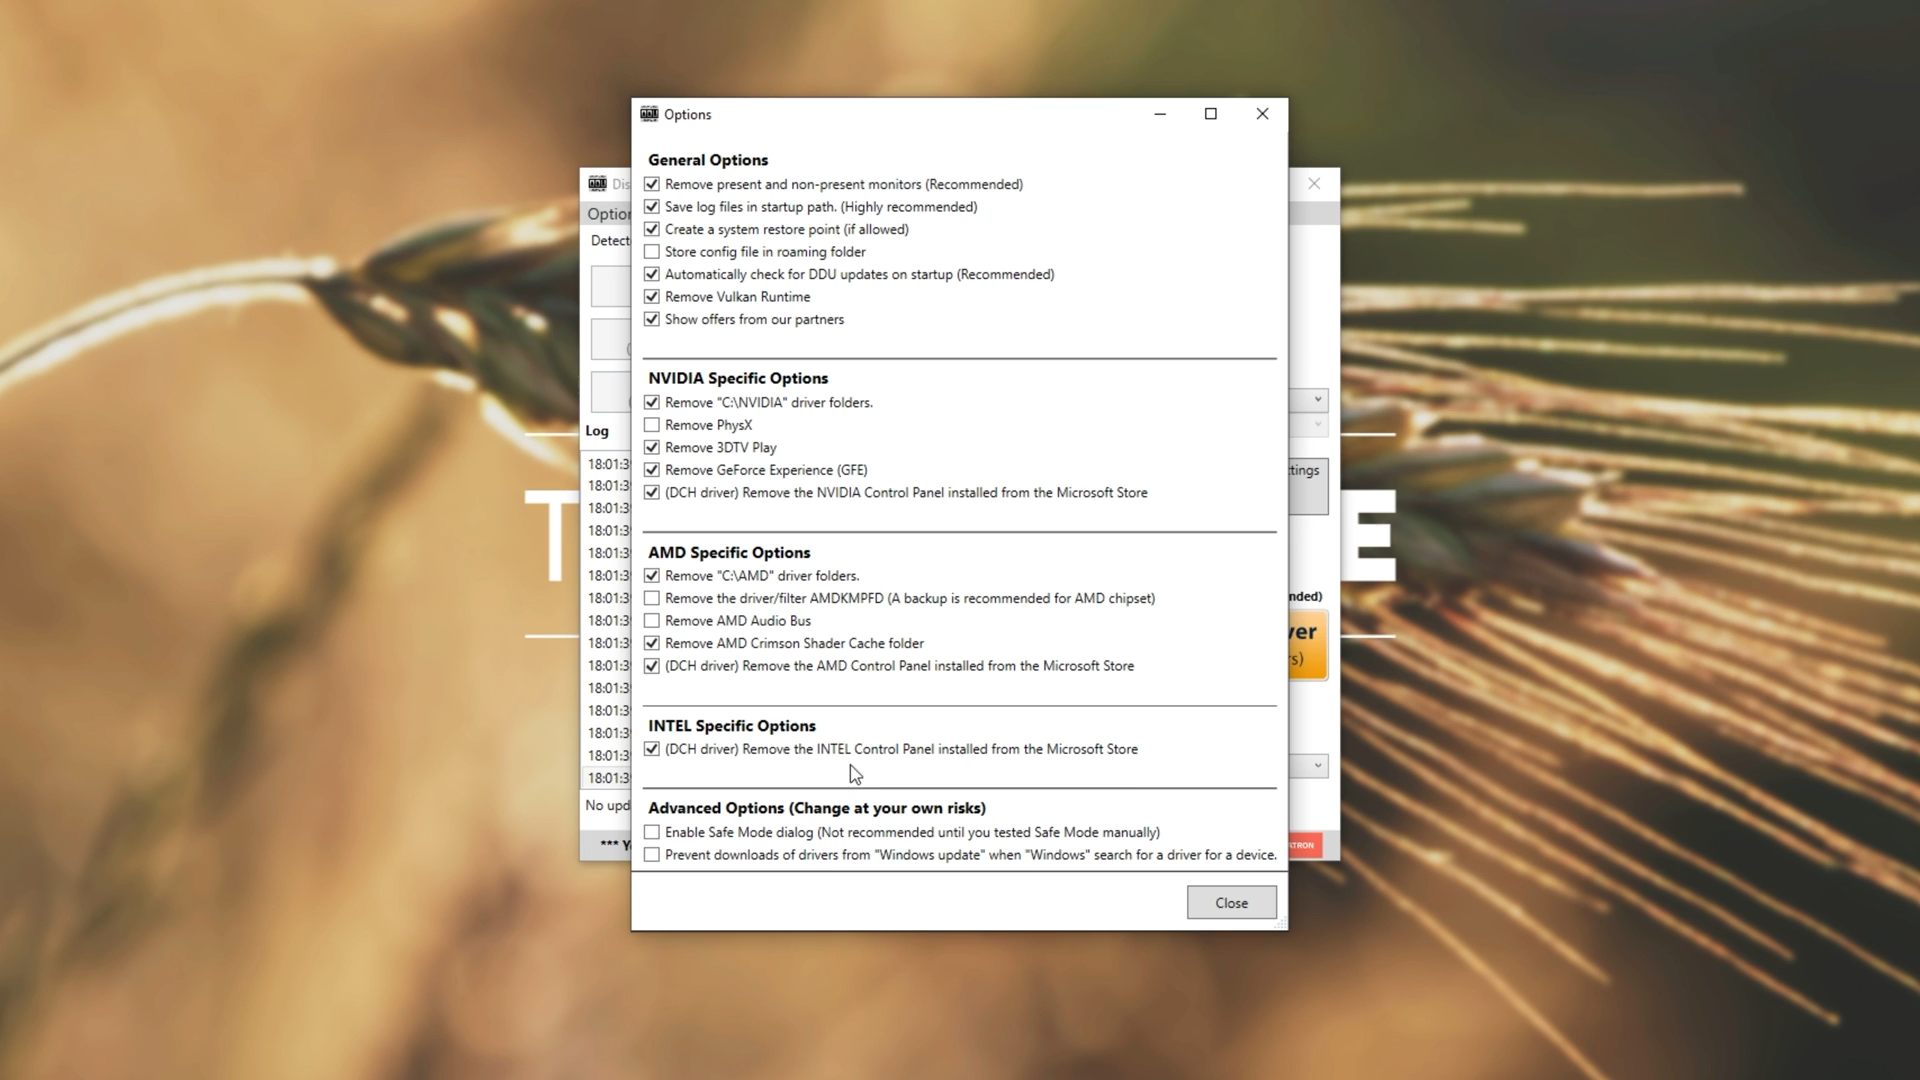 Options
General Options
Remove present and non-present monitors (Recommended)
Save log files in startup path. (Highly recommended)
Create a system restore point (if allowed)
Store config file in roaming folder
Automatically check for DDU updates on startup (Recommended)
Remove Vulkan Runtime
Show offers from our partners
NVIDIA Specific Options
Remove "C:\NVIDIA" driver folders.
Remove PhysX
Remove 3DTV Play
Remove GeForce Experience (GFE)
(DCH driver) Remove the NVIDIA Control Panel installed from the Microsoft Store
AMD Specific Options
Remove "C:\AMD" driver folders.
Remove the driver/filter AMDKMPFD (A backup is recommended for AMD chipset)
Remove AMD Audio Bus
Remove AMD Crimson Shader Cache folder
(DCH driver) Remove the AMD Control Panel installed from the Microsoft Store
INTEL Specific Options
(DCH driver) Remove the INTEL Control Panel installed from the Microsoft Store
Advanced Options (Change at your own risks)
Enable Safe Mode dialog (Not recommended until you tested Safe Mode manually)
Prevent downloads of drivers from "Windows update" when "Windows" search for a driver for a device.
Close
Log